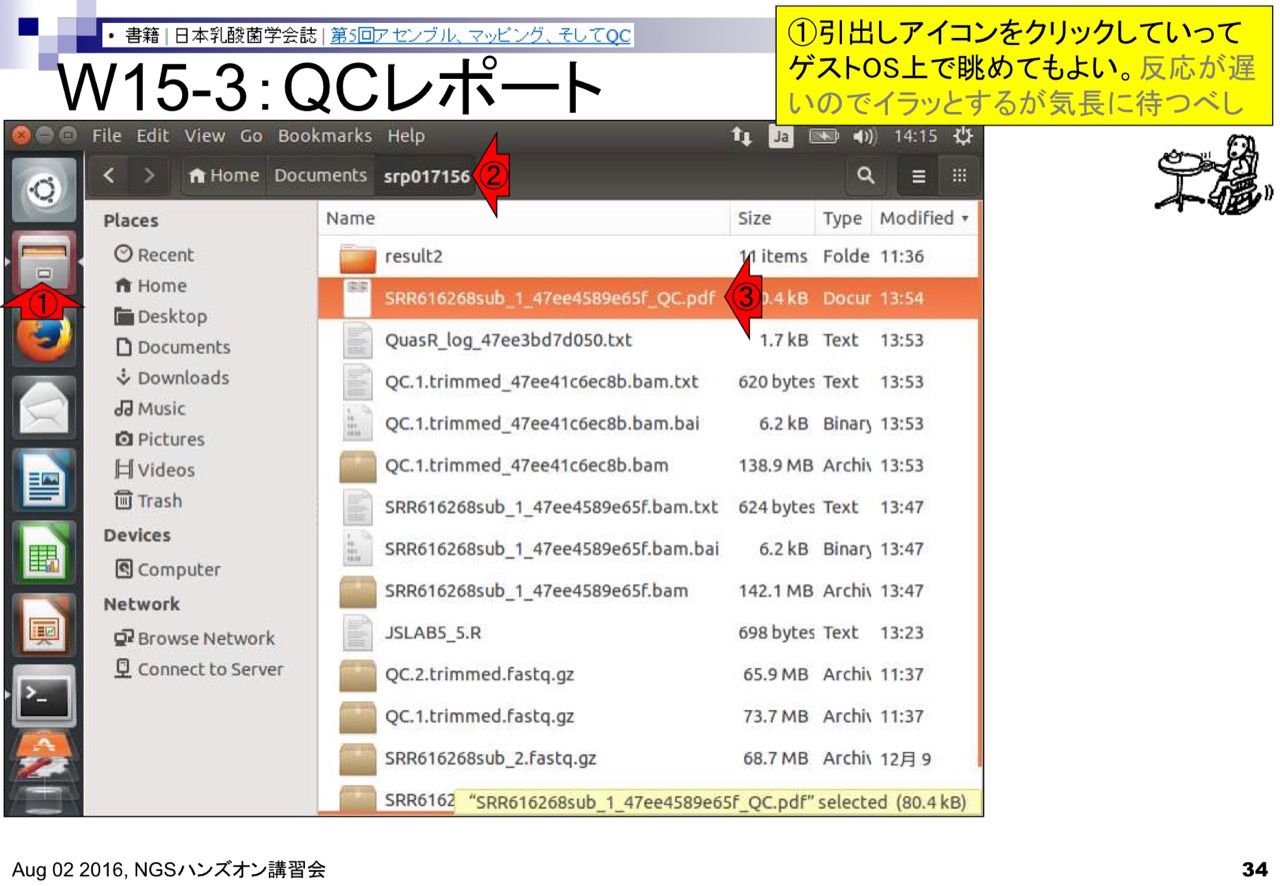 • 書籍 | 日本乳酸菌学会誌 | 第5回アセンブル、マッピング、そしてQC
W15-3：QCレポート
①引出しアイコンをクリックしていって
ゲストOS上で眺めてもよい。反応が遅
いのでイラッとするが気長に待つべし
File Edit View Go Bookmarks Help
Ja 14:15
Home Documents srp017156 ②
①
Places
Recent
Home
Desktop
Documents
Downloads
Music
Pictures
Videos
Trash
Devices
Computer
Network
Browse Network
Connect to Server
Name Size Type Modified
result2 11 items Folde 11:36
SRR616268sub_1_47ee4589e65f_QC.pdf ③ 0.4 kB Docur 13:54
QuasR_log_47ee3bd7d050.txt 1.7 kB Text 13:53
QC.1.trimmed_47ee41c6ec8b.bam.txt 620 bytes Text 13:53
QC.1.trimmed_47ee41c6ec8b.bam.bai 6.2 kB Binary 13:53
QC.1.trimmed_47ee41c6ec8b.bam 138.9 MB Archiv 13:53
SRR616268sub_1_47ee4589e65f.bam.txt 624 bytes Text 13:47
SRR616268sub_1_47ee4589e65f.bam.bai 6.2 kB Binary 13:47
SRR616268sub_1_47ee4589e65f.bam 142.1 MB Archiv 13:47
JSLAB5_5.R 698 bytes Text 13:23
QC.2.trimmed.fastq.gz 65.9 MB Archiv 11:37
QC.1.trimmed.fastq.gz 73.7 MB Archiv 11:37
SRR616268sub_2.fastq.gz 68.7 MB Archiv 12月 9
SRR6162 "SRR616268sub_1_47ee4589e65f_QC.pdf" selected (80.4 kB)
Aug 02 2016, NGSハンズオン講習会
34